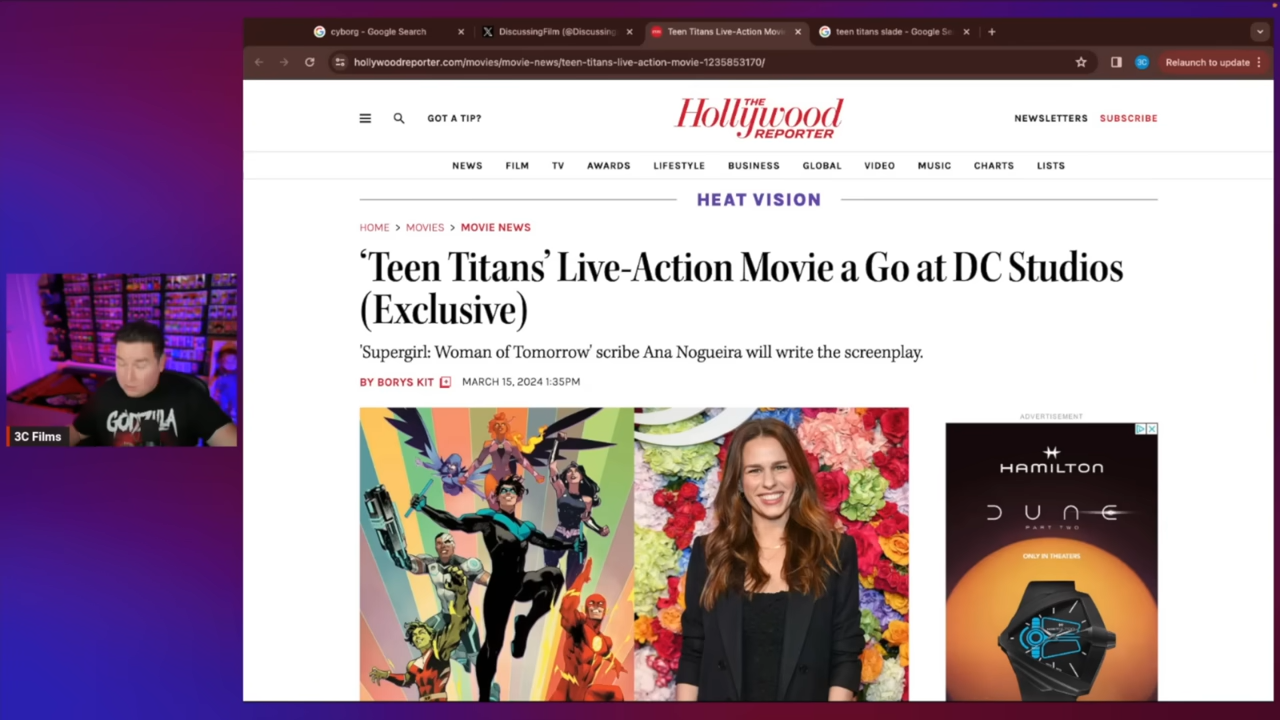 cyborg - Google Search
DiscussingFilm (@Discussing
Teen Titans Live-Action Mov
teen titans slade - Google Se
hollywoodreporter.com/movies/movie-news/teen-titans-live-action-movie-1235853170/
3C
Relaunch to update
GOT A TIP?
THE
Hollywood
REPORTER
NEWSLETTERS
SUBSCRIBE
NEWS
FILM
TV
AWARDS
LIFESTYLE
BUSINESS
GLOBAL
VIDEO
MUSIC
CHARTS
LISTS
HEAT VISION
HOME > MOVIES > MOVIE NEWS
‘Teen Titans’ Live-Action Movie a Go at DC Studios
(Exclusive)
'Supergirl: Woman of Tomorrow' scribe Ana Nogueira will write the screenplay.
BY BORYS KIT
MARCH 15, 2024 1:35PM
ADVERTISEMENT
HAMILTON
DUNE
PART TWO
ONLY IN THEATERS
GODZILLA
3C Films